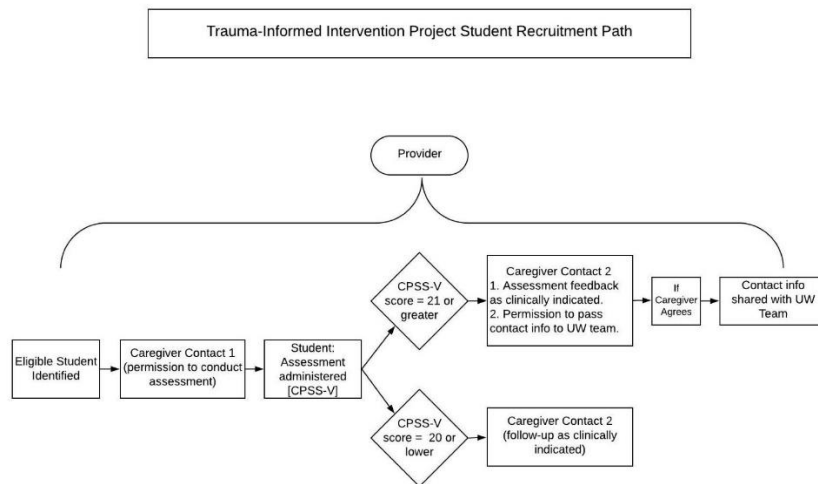 Trauma-Informed Intervention Project Student Recruitment Path
Provider
Eligible Student
Identified
Caregiver Contact 1
(permission to conduct
assessment)
Student:
Assessment
administered
[CPSS-V]
CPSS-V
score = 21 or
greater
Caregiver Contact 2
1. Assessment feedback
as clinically indicated.
2. Permission to pass
contact info to UW team.
If
Caregiver
Agrees
Contact info
shared with UW
Team
CPSS-V
score = 20 or
lower
Caregiver Contact 2
(follow-up as clinically
indicated)